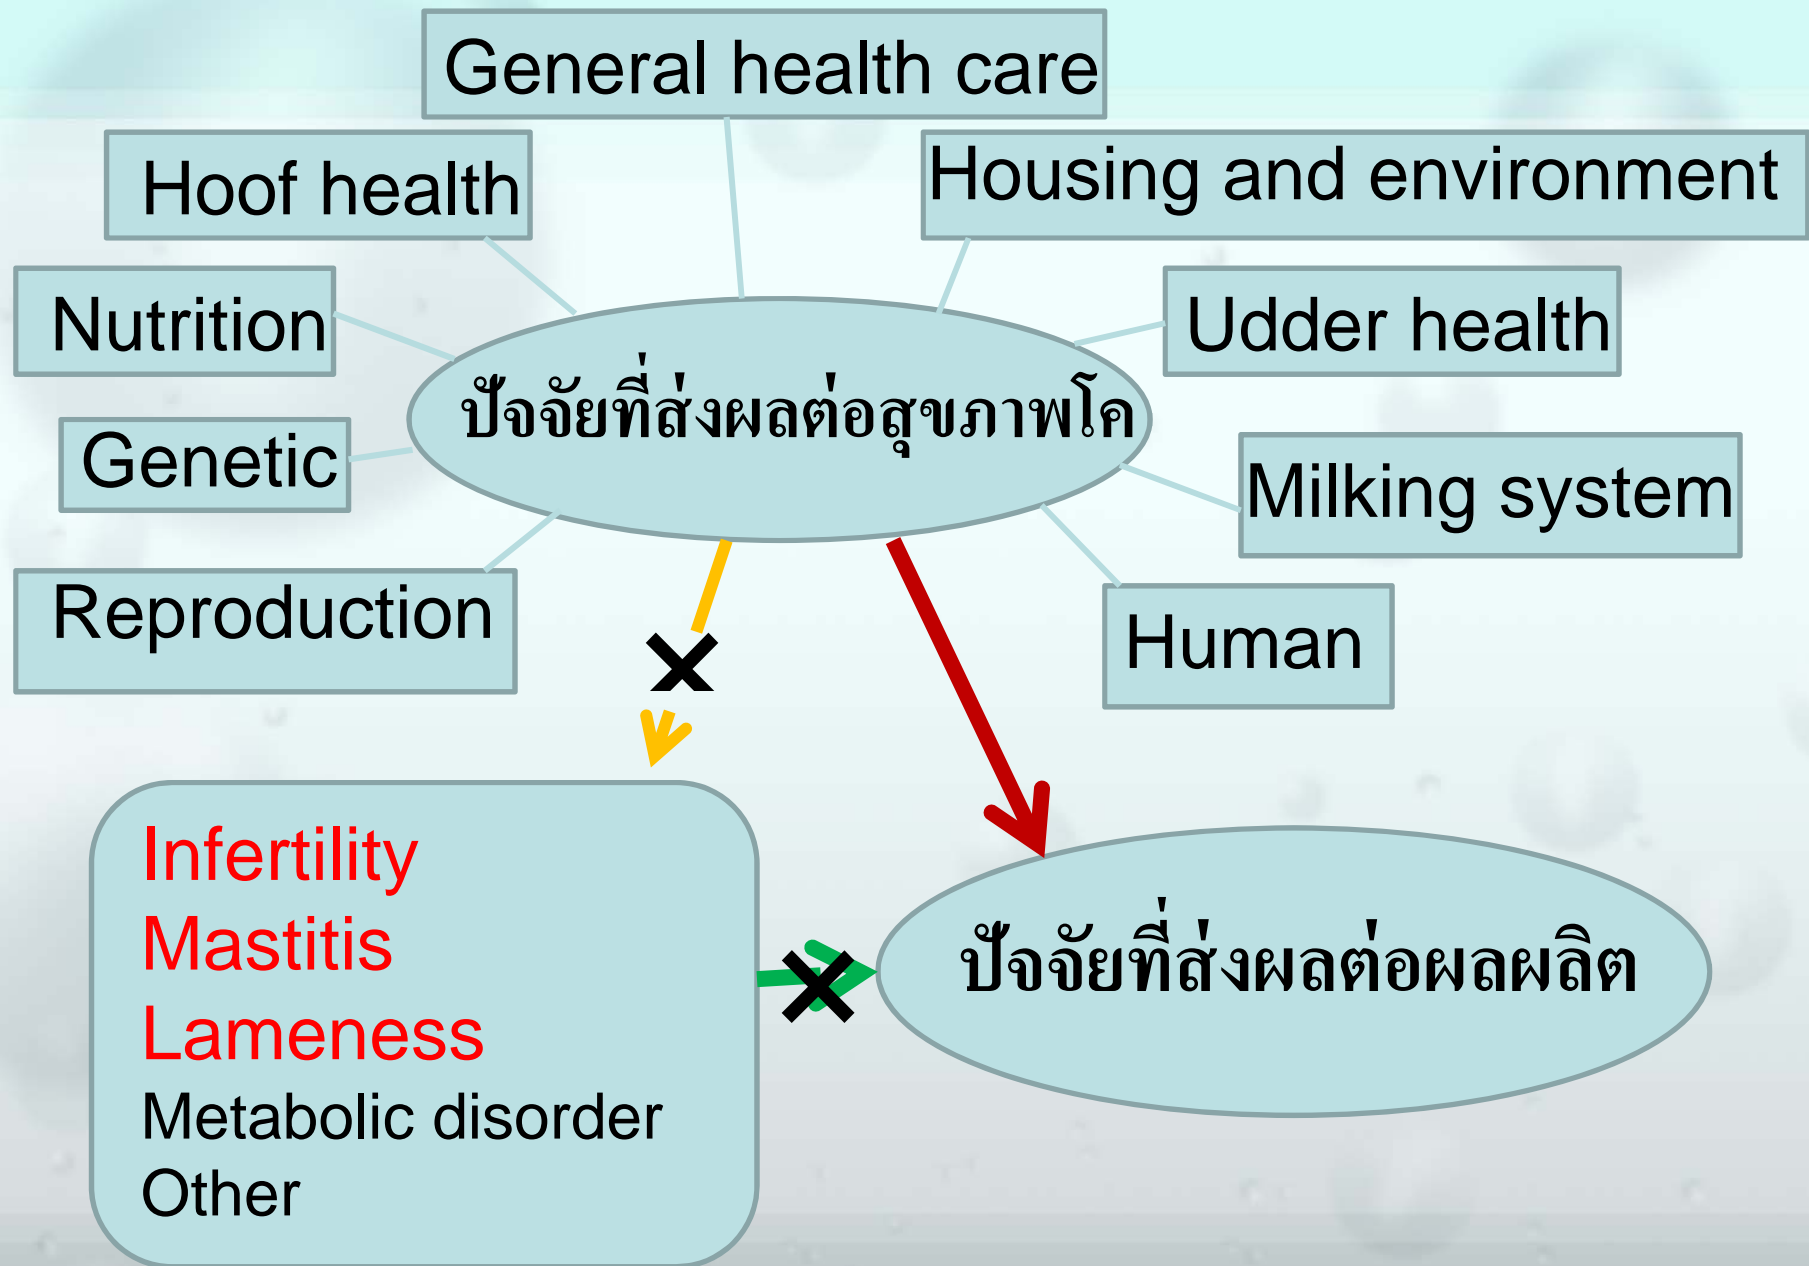 General health care
Hoof health
Housing and environment
Nutrition
Udder health
ปัจจัยที่ส่งผลต่อสุขภาพโค
Genetic
Milking system
Reproduction
Human
Infertility
Mastitis
Lameness
Metabolic disorder
Other
ปัจจัยที่ส่งผลต่อผลผลิต